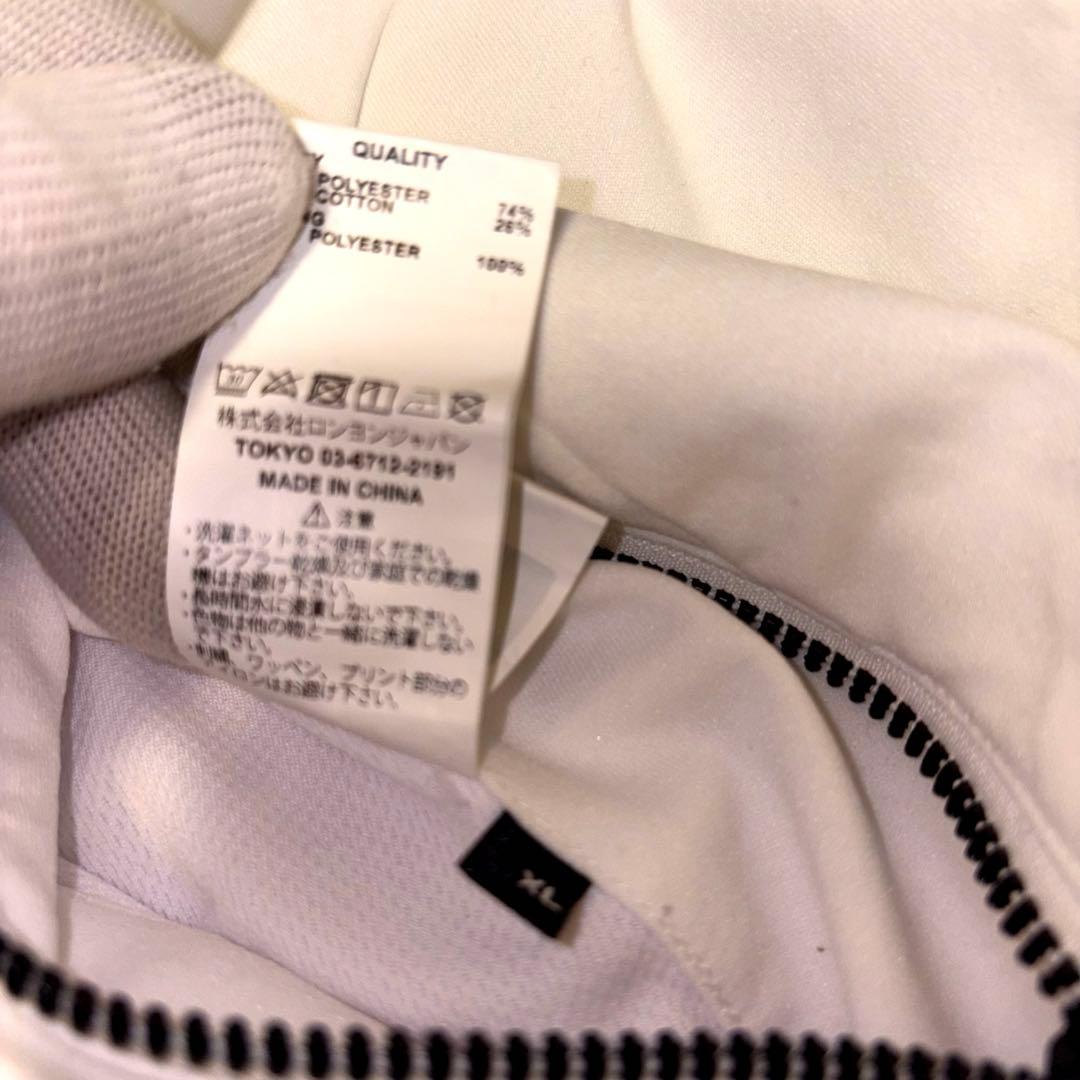 QUALITY
Y
POLYESTER 74%
COTTON 26%
NG
POLYESTER 100%
30
株式会社ロンヨンジャパン
TOKYO 03-6712-2191
MADE IN CHINA
⚠ 注意
・洗濯ネットをご使用ください。
・タンブラー乾燥及び家庭での乾燥
機はお避け下さい。
・長時間水に浸漬しないで下さい。
・色物は他の物と一緒に洗濯しない
で下さい。
・刺繍、ワッペン、プリント部分の
アイロンはお避け下さい。
XL